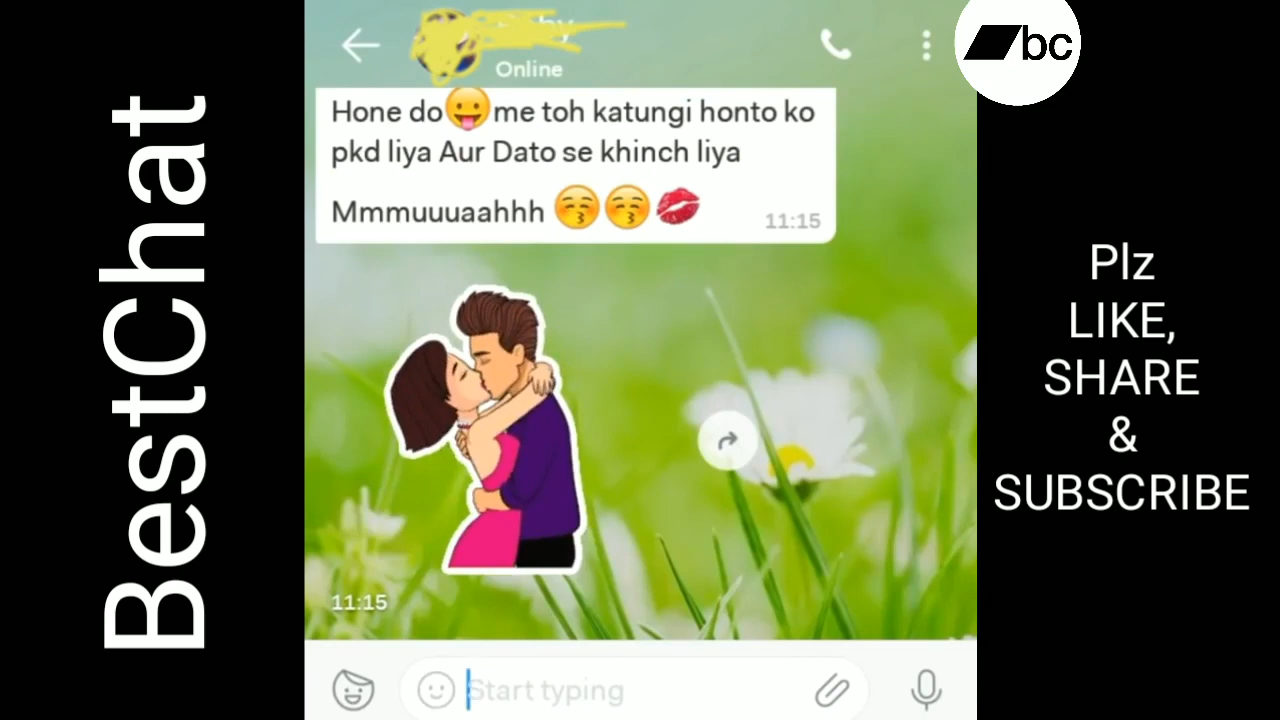 BestChat
Online
Hone do😛me toh katungi honto ko
pkd liya Aur Dato se khinch liya
Mmmuuuaahhh 😚😚💋
11:15
11:15
Start typing
bc
Plz
LIKE,
SHARE
&
SUBSCRIBE